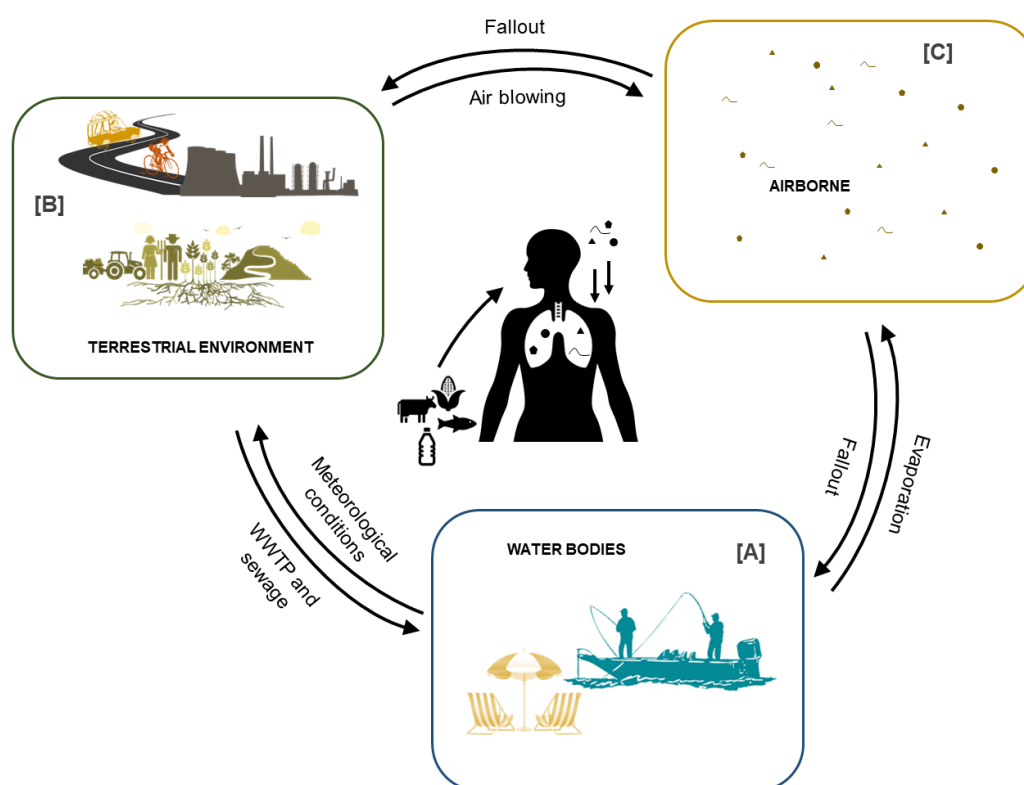 Fallout
Air blowing
[C]
AIRBORNE
[B]
TERRESTRIAL ENVIRONMENT
Fallout
Evaporation
Meteorological
conditions
WWTP and
sewage
WATER BODIES
[A]